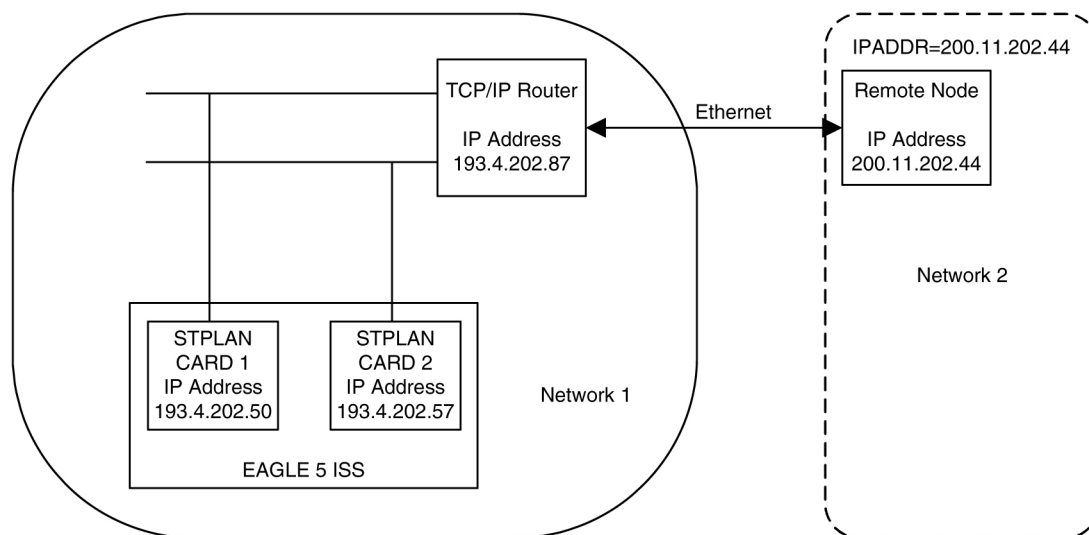 IPADDR=200.11.202.44
TCP/IP Router
IP Address
193.4.202.87
Ethernet
Remote Node
IP Address
200.11.202.44
Network 2
STPLAN
CARD 1
IP Address
193.4.202.50
STPLAN
CARD 2
IP Address
193.4.202.57
Network 1
EAGLE 5 ISS